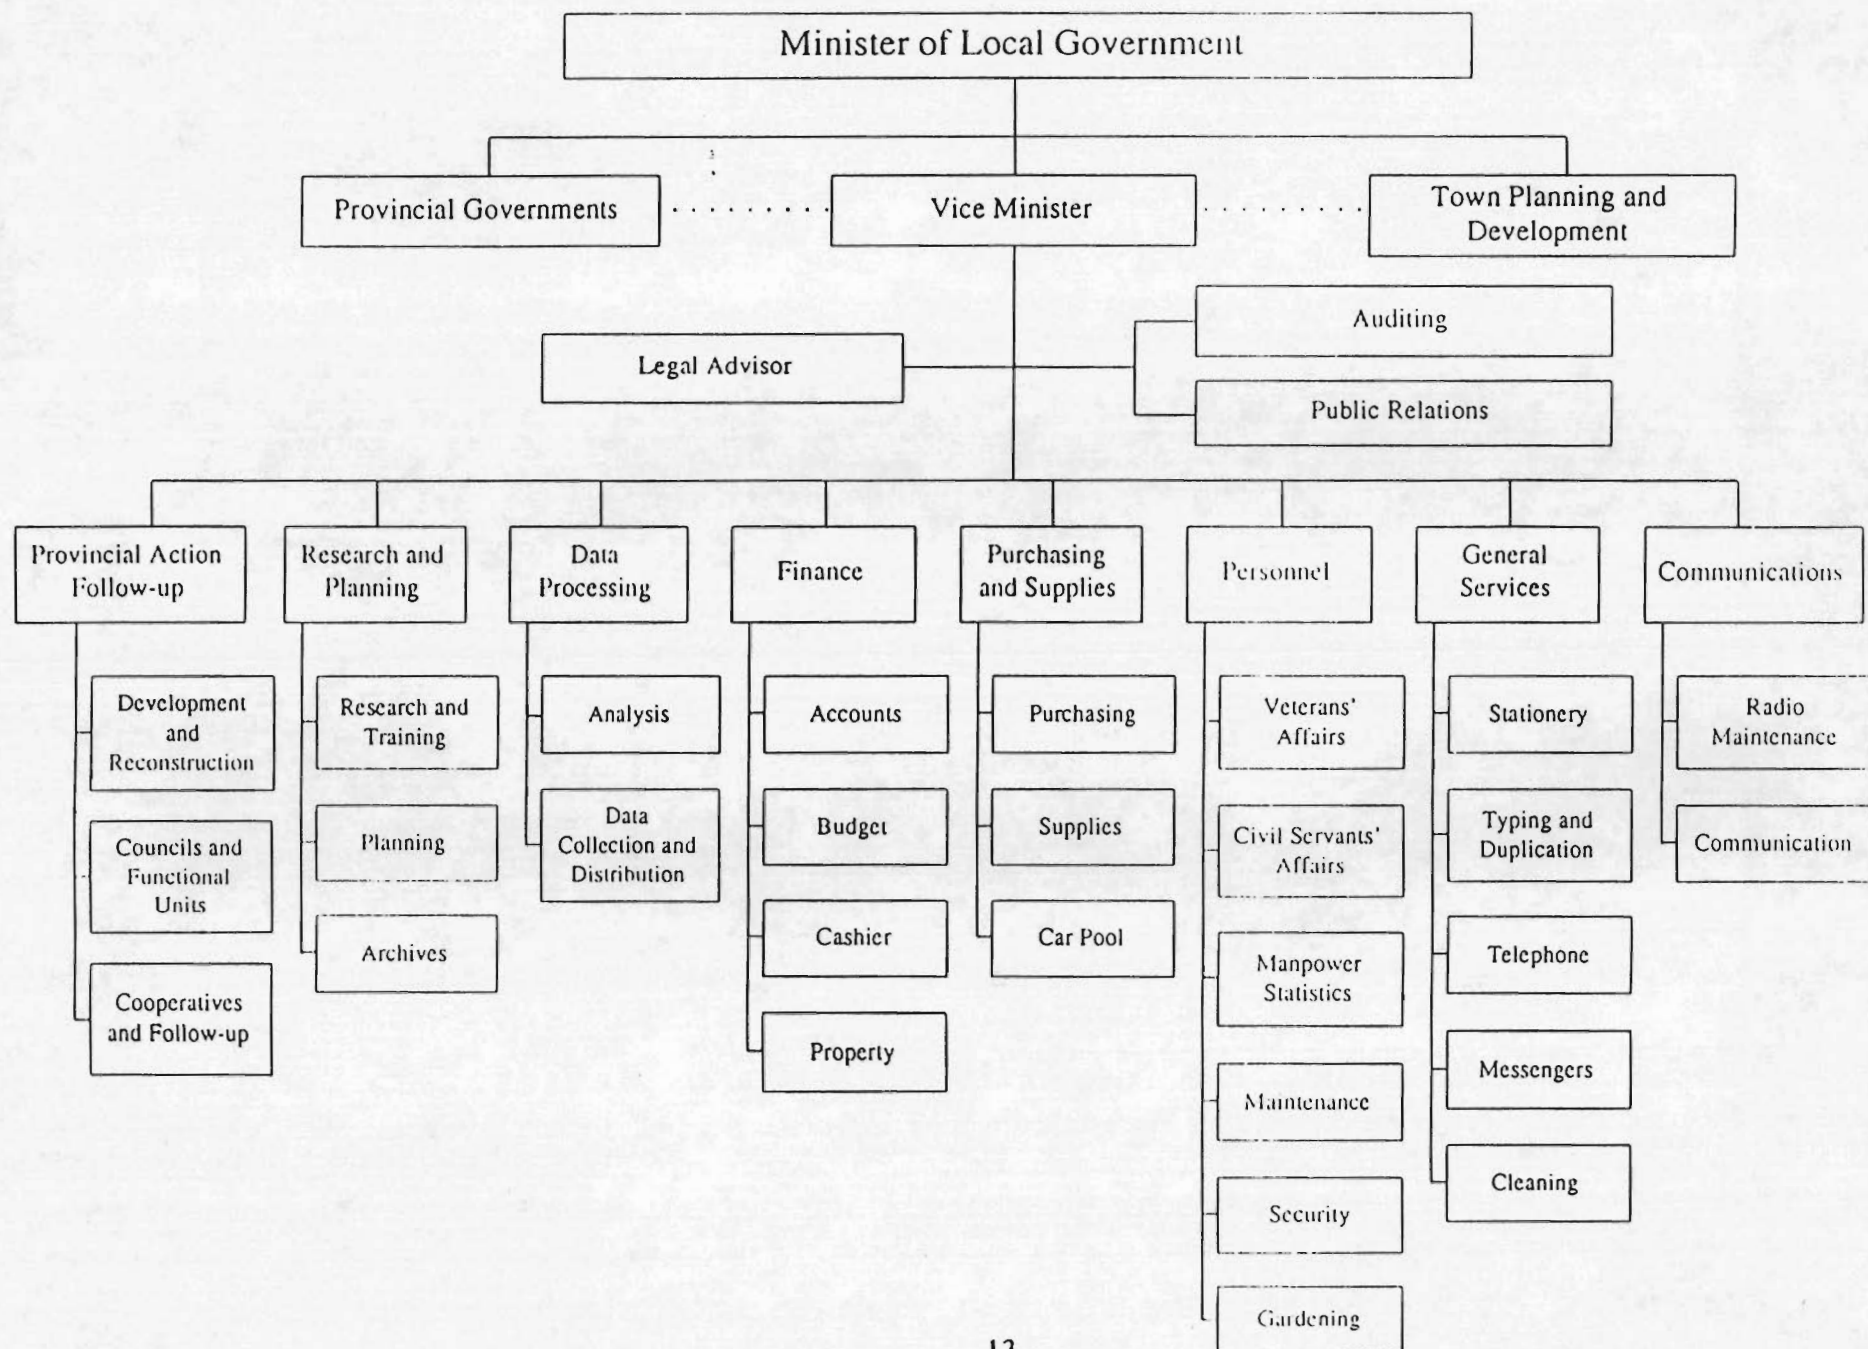 Minister of Local Government
Provincial Governments
Vice Minister
Town Planning and
Development
Legal Advisor
Auditing
Public Relations
Provincial Action
Follow-up
Research and
Planning
Data
Processing
Finance
Purchasing
and Supplies
Personnel
General
Services
Communications
Development
and
Reconstruction
Councils and
Functional
Units
Cooperatives
and Follow-up
Research and
Training
Planning
Archives
Analysis
Data
Collection and
Distribution
Accounts
Budget
Cashier
Property
Purchasing
Supplies
Car Pool
Veterans'
Affairs
Civil Servants'
Affairs
Manpower
Statistics
Maintenance
Security
Gardening
Stationery
Typing and
Duplication
Telephone
Messengers
Cleaning
Radio
Maintenance
Communication